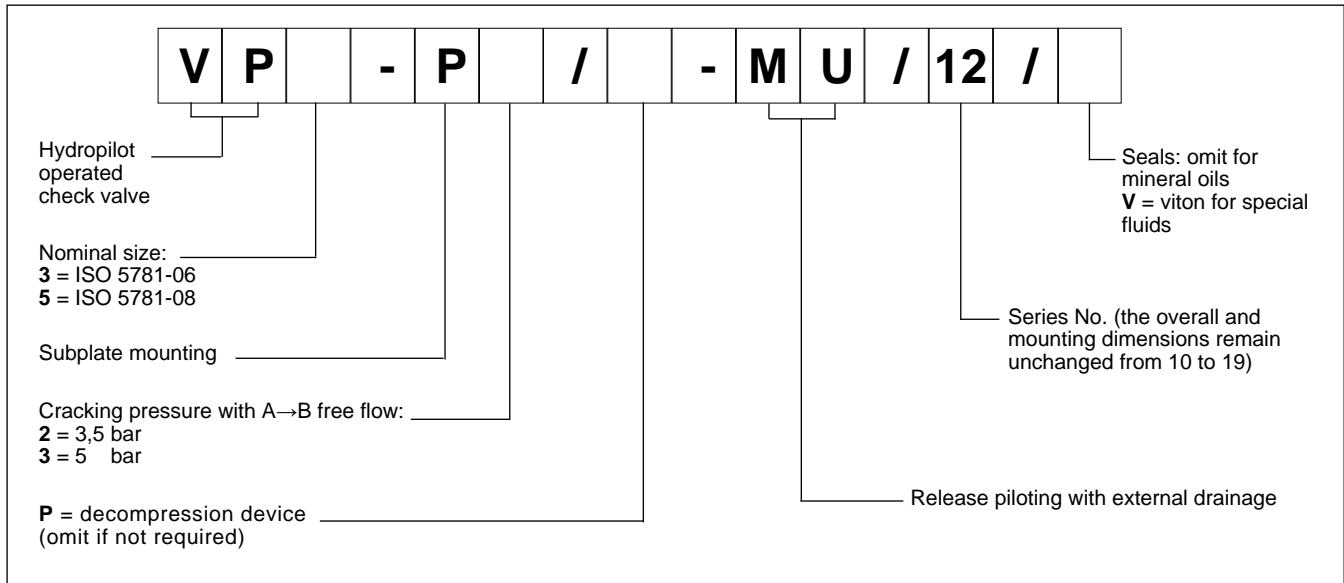 V P - P / - M U / 12 /
Hydropilot
operated
check valve
Nominal size:
3 = ISO 5781-06
5 = ISO 5781-08
Subplate mounting
Cracking pressure with A→B free flow:
2 = 3,5 bar
3 = 5 bar
P = decompression device
(omit if not required)
Seals: omit for
mineral oils
V = viton for special
fluids
Series No. (the overall and
mounting dimensions remain
unchanged from 10 to 19)
Release piloting with external drainage